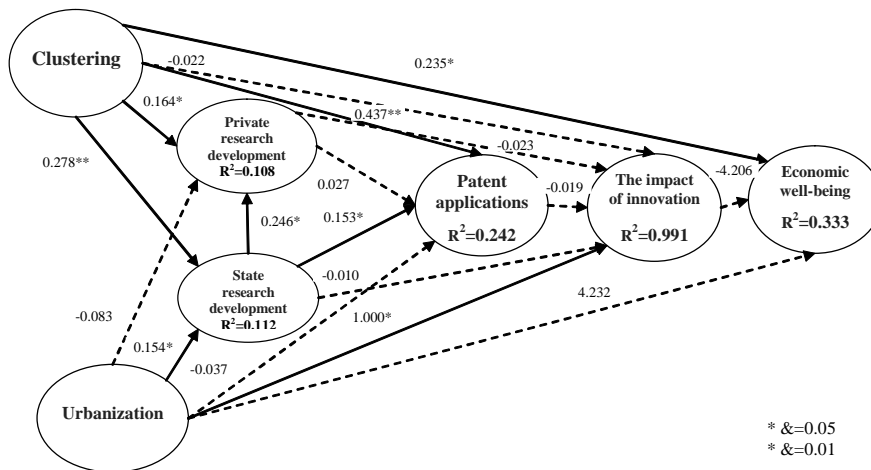 Clustering
-0.022
0.235*
0.164*
0.437**
Private
research
development
R²=0.108
-0.023
0.278**
0.027
Patent
applications
R²=0.242
-0.019
The impact
of innovation
R²=0.991
-4.206
Economic
well-being
R²=0.333
0.246*
0.153*
State
research
development
R²=0.112
-0.010
-0.083
1.000*
4.232
0.154*
-0.037
Urbanization
* &=0.05
* &=0.01